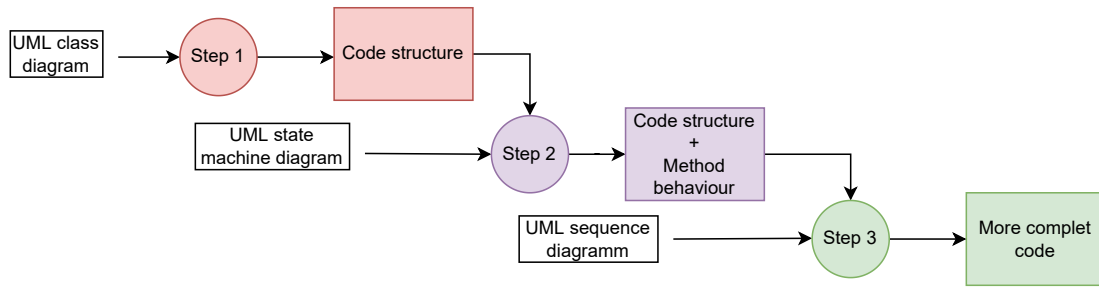 UML class
diagram
Step 1
Code structure
UML state
machine diagram
Step 2
Code structure
+
Method
behaviour
UML sequence
diagramm
Step 3
More complet
code